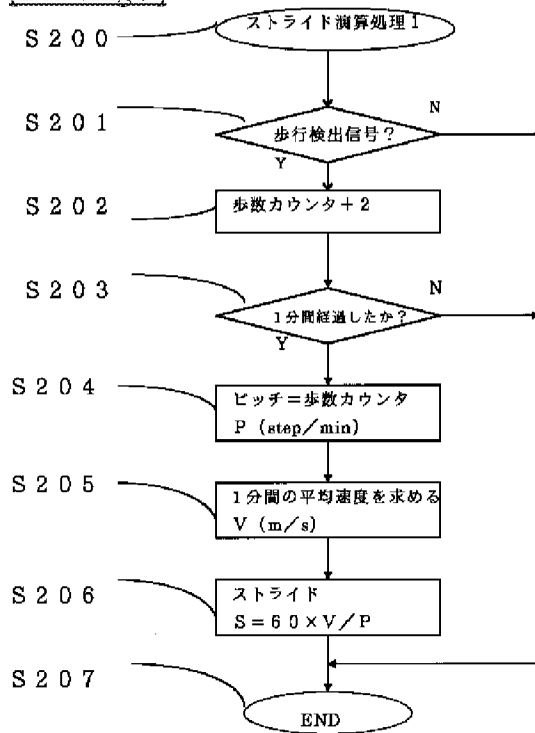 S200
ストライド演算処理1
S201
歩行検出信号?
N
Y
S202
歩数カウンタ+2
S203
1分間経過したか?
N
Y
S204
ピッチ=歩数カウンタ
P (step/min)
S205
1分間の平均速度を求める
V (m/s)
S206
ストライド
S=60×V/P
S207
END